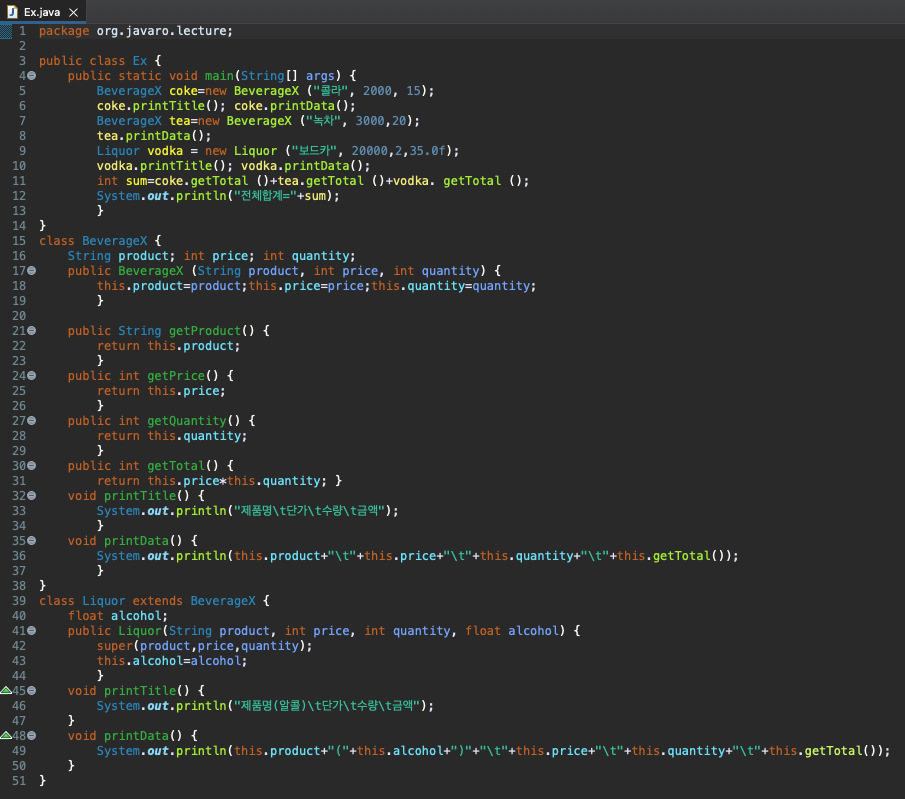 Ex.java
1 package org.javaro.lecture;
2
3 public class Ex {
4 public static void main(String[] args) {
5 BeverageX coke=new BeverageX ("콜라", 2000, 15);
6 coke.printTitle(); coke.printData();
7 BeverageX tea=new BeverageX ("녹차", 3000,20);
8 tea.printData();
9 Liquor vodka = new Liquor ("보드카", 20000,2,35.0f);
10 vodka.printTitle(); vodka.printData();
11 int sum=coke.getTotal ()+tea.getTotal ()+vodka. getTotal ();
12 System.out.println("전체합계="+sum);
13 }
14 }
15 class BeverageX {
16 String product; int price; int quantity;
17 public BeverageX (String product, int price, int quantity) {
18 this.product=product;this.price=price;this.quantity=quantity;
19 }
20
21 public String getProduct() {
22 return this.product;
23 }
24 public int getPrice() {
25 return this.price;
26 }
27 public int getQuantity() {
28 return this.quantity;
29 }
30 public int getTotal() {
31 return this.price*this.quantity; }
32 void printTitle() {
33 System.out.println("제품명\t단가\t수량\t금액");
34 }
35 void printData() {
36 System.out.println(this.product+"\t"+this.price+"\t"+this.quantity+"\t"+this.getTotal());
37 }
38 }
39 class Liquor extends BeverageX {
40 float alcohol;
41 public Liquor(String product, int price, int quantity, float alcohol) {
42 super(product,price,quantity);
43 this.alcohol=alcohol;
44 }
45 void printTitle() {
46 System.out.println("제품명(알콜)\t단가\t수량\t금액");
47 }
48 void printData() {
49 System.out.println(this.product+"("+this.alcohol+")"+"\t"+this.price+"\t"+this.quantity+"\t"+this.getTotal());
50 }
51 }